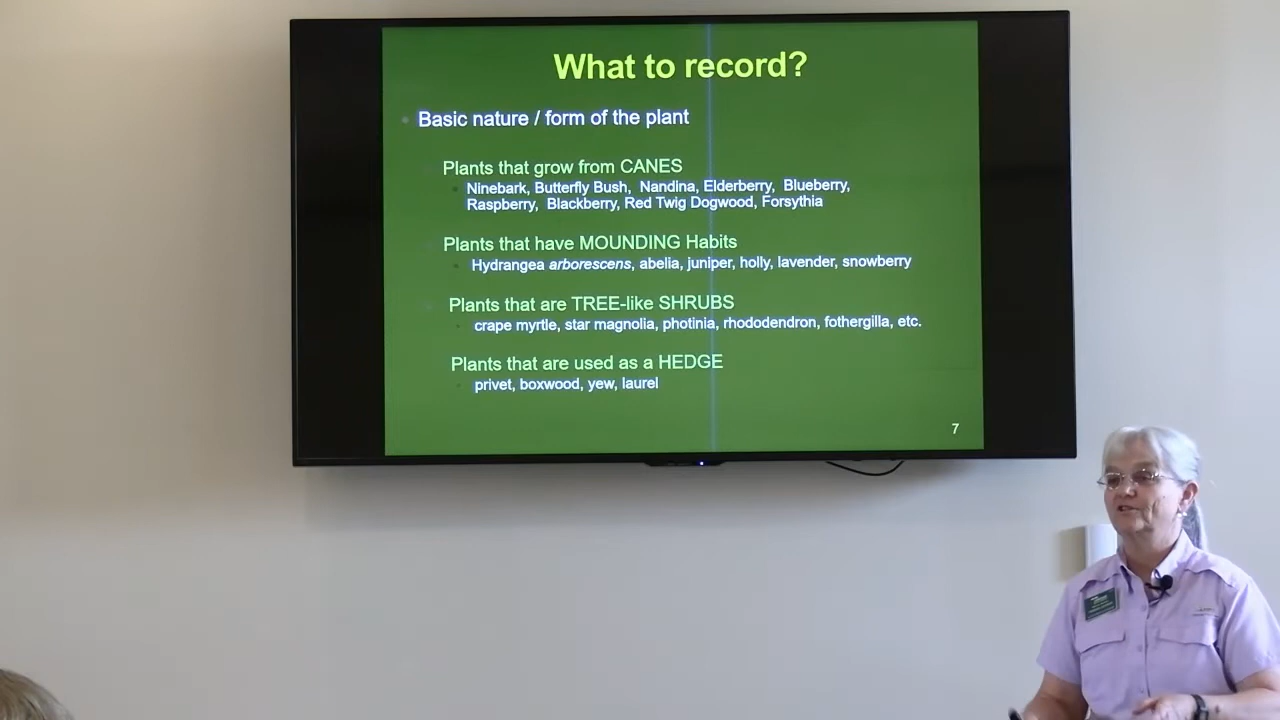 What to record?
Basic nature / form of the plant
Plants that grow from CANES
Ninebark, Butterfly Bush, Nandina, Elderberry, Blueberry,
Raspberry, Blackberry, Red Twig Dogwood, Forsythia
Plants that have MOUNDING Habits
Hydrangea arborescens, abelia, juniper, holly, lavender, snowberry
Plants that are TREE-like SHRUBS
crape myrtle, star magnolia, photinia, rhododendron, fothergilla, etc.
Plants that are used as a HEDGE
privet, boxwood, yew, laurel
7